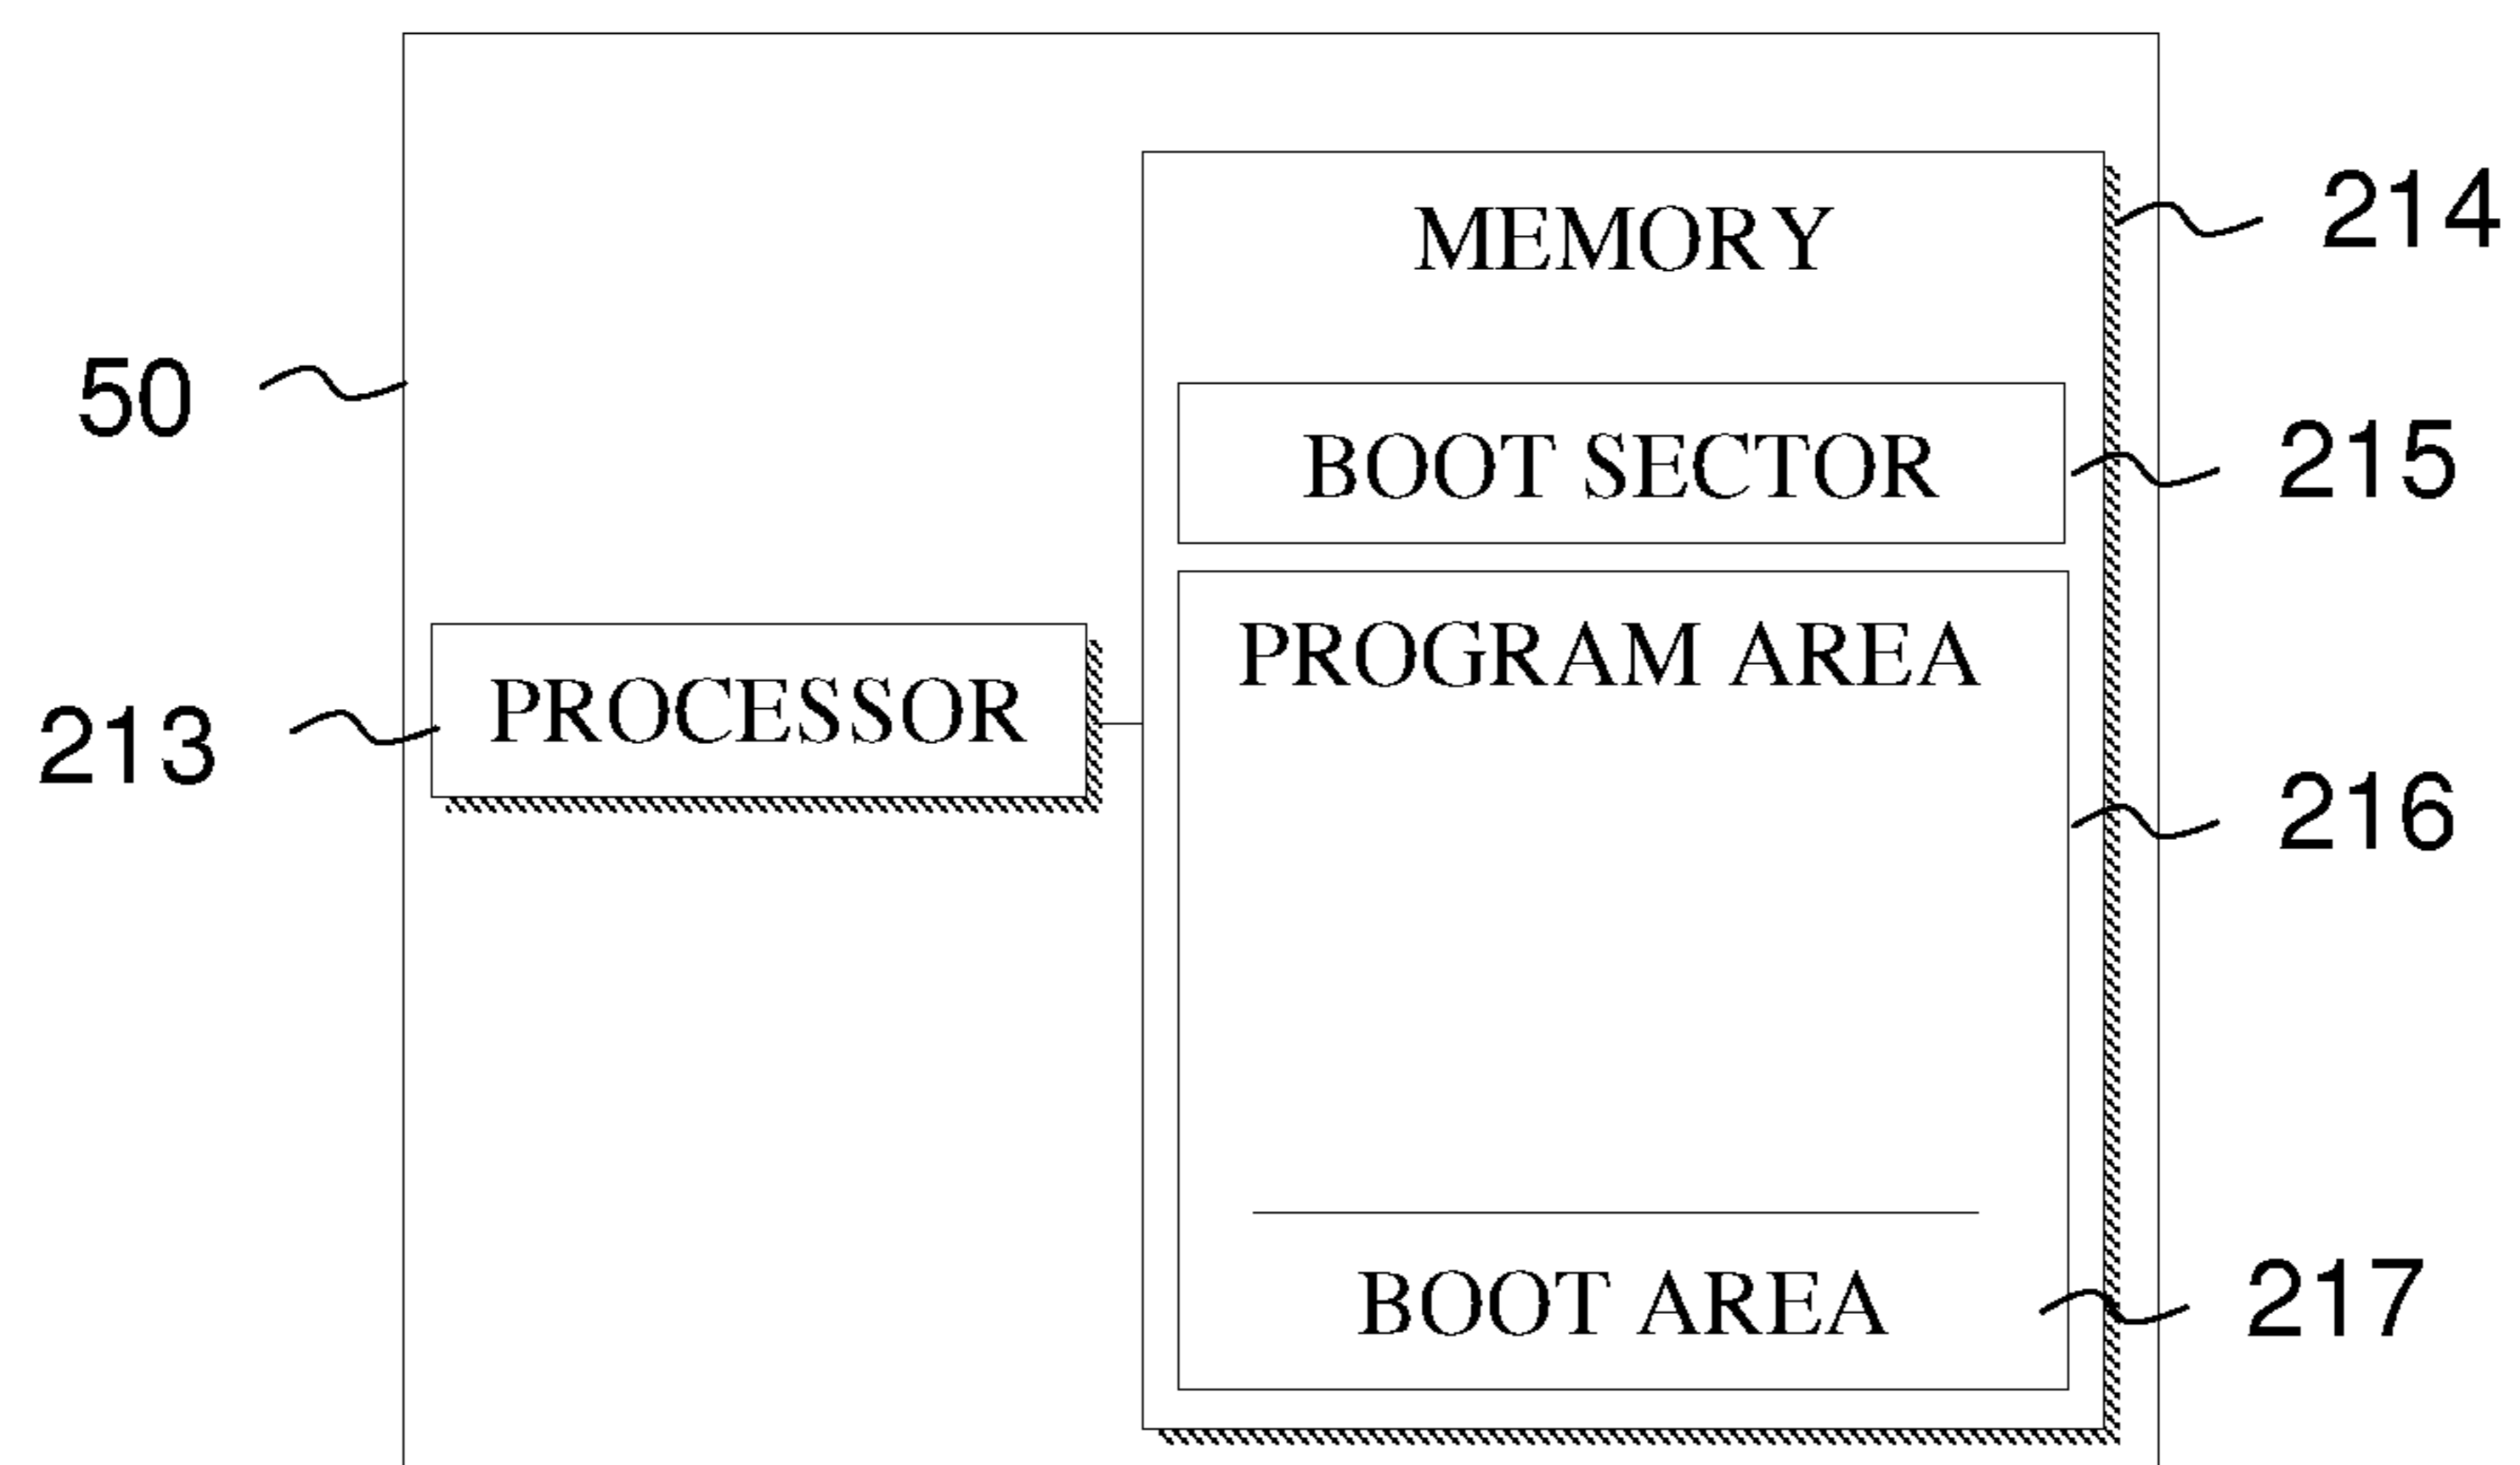 MEMORY
214
50
BOOT SECTOR
215
PROGRAM AREA
PROCESSOR
213
216
BOOT AREA
217